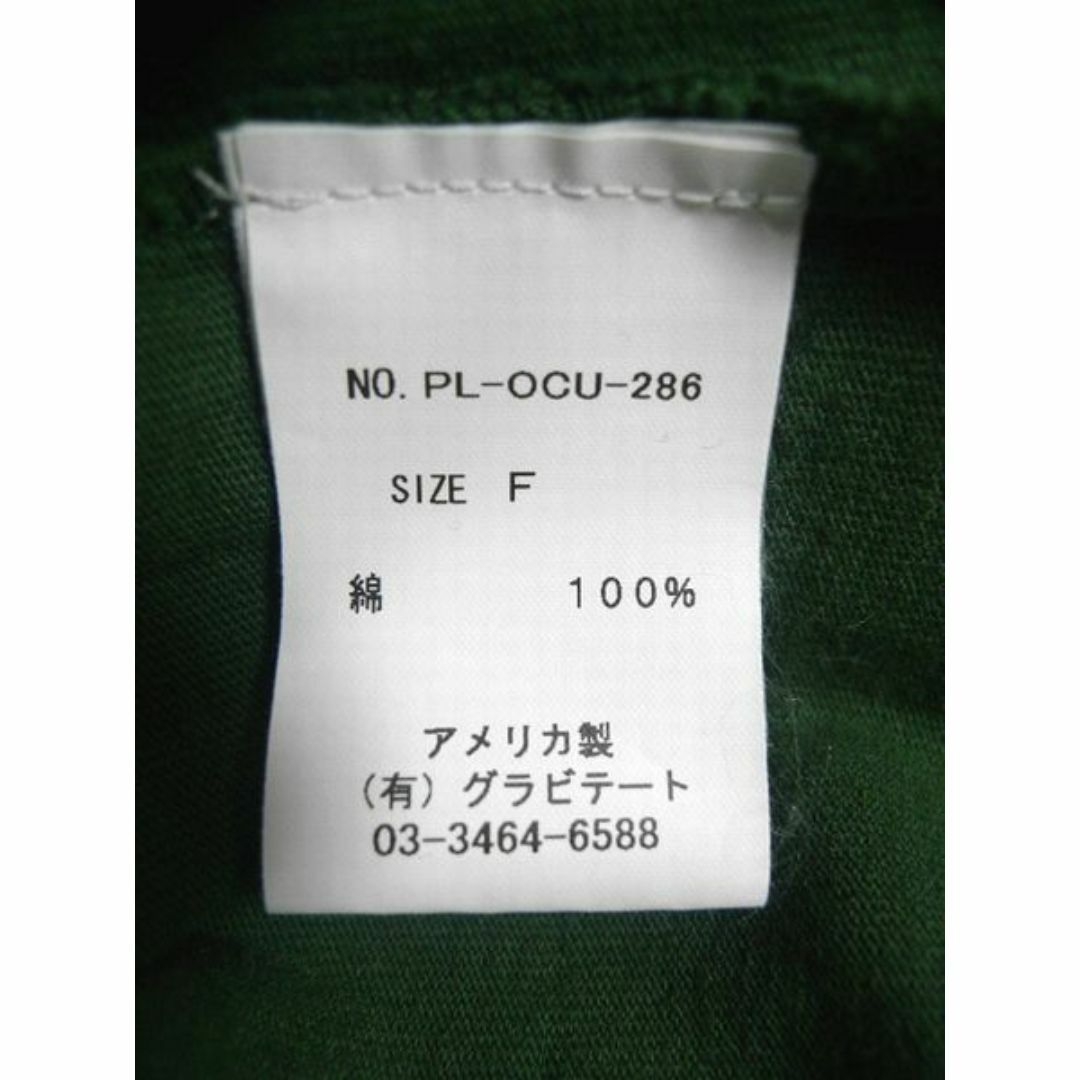 NO. PL-OCU-286
SIZE F
綿 100%
アメリカ製
(有) グラビテート
03-3464-6588